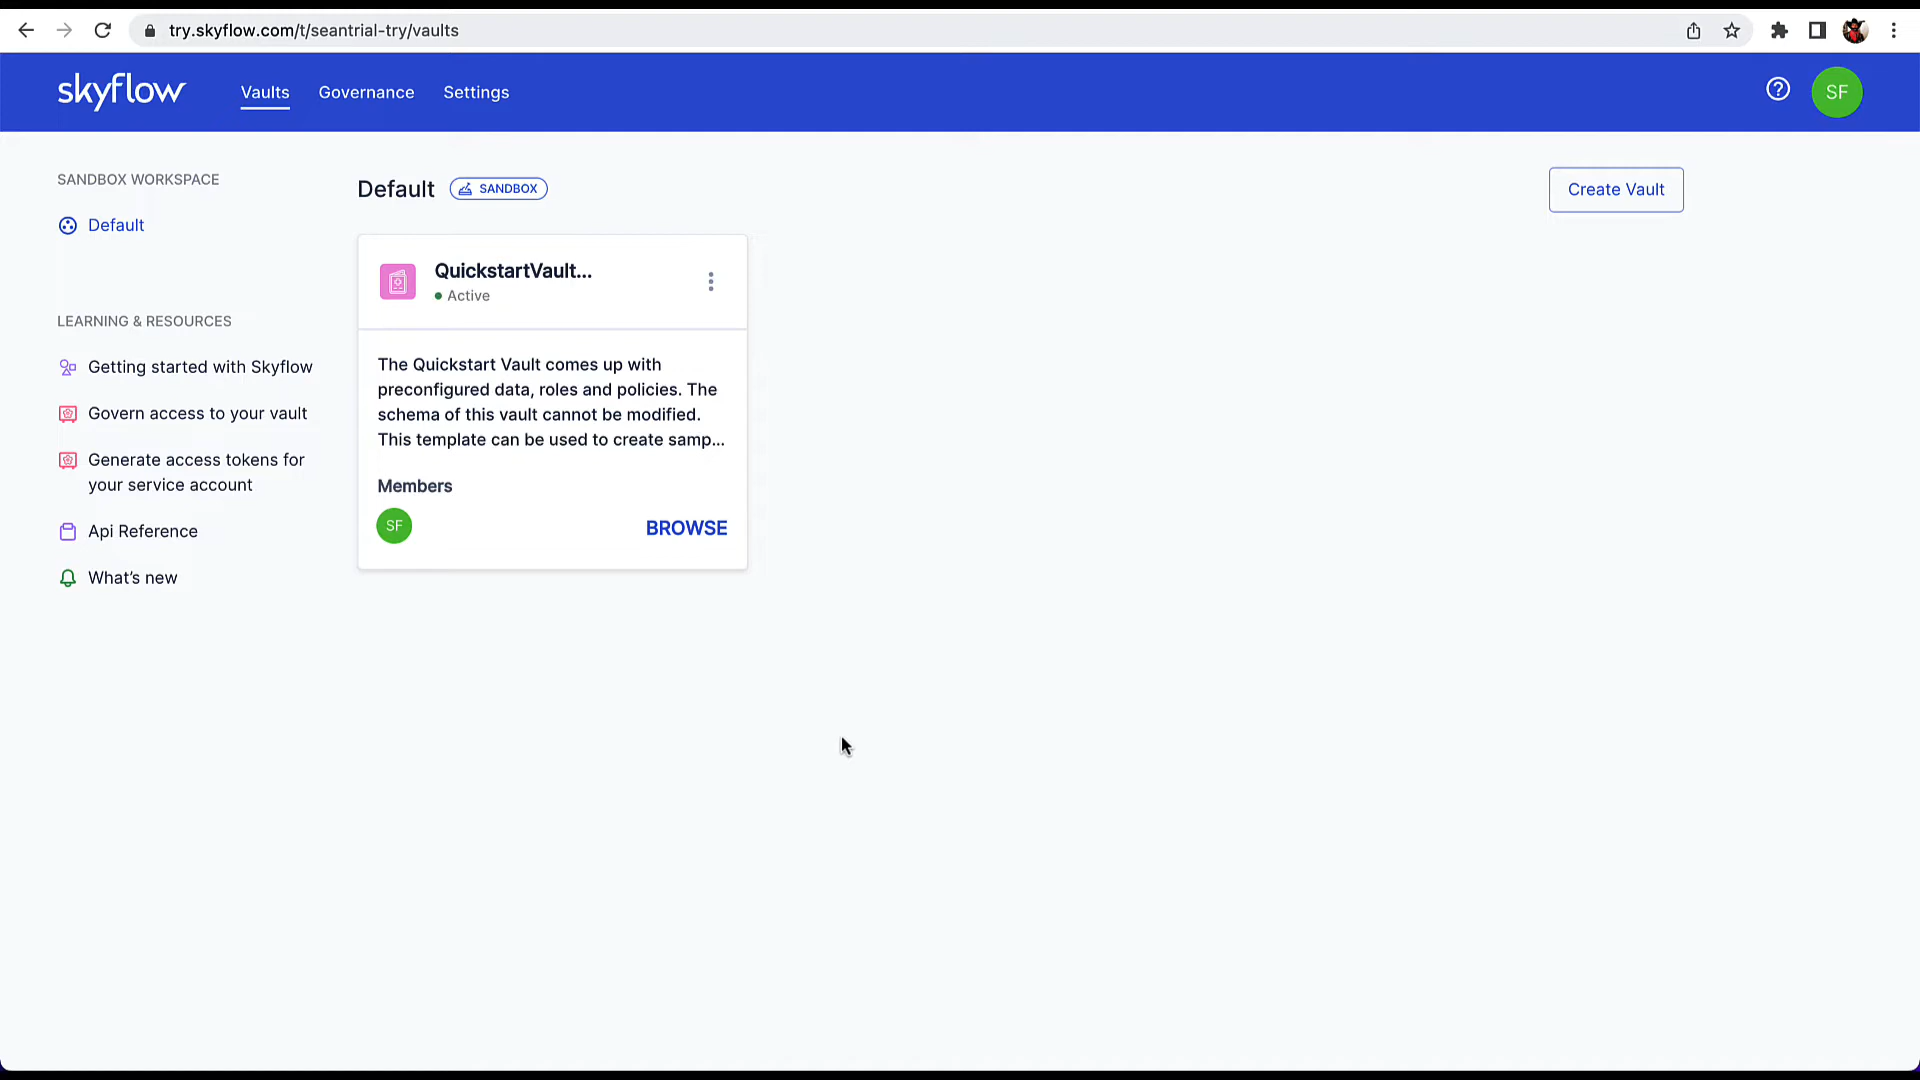 try.skyflow.com/t/seantrial-try/vaults
skyflow
Vaults
Governance
Settings
SF
SANDBOX WORKSPACE
Default
LEARNING & RESOURCES
Getting started with Skyflow
Govern access to your vault
Generate access tokens for
your service account
Api Reference
What's new
Default
SANDBOX
Create Vault
QuickstartVault...
Active
The Quickstart Vault comes up with
preconfigured data, roles and policies. The
schema of this vault cannot be modified.
This template can be used to create samp...
Members
SF
BROWSE